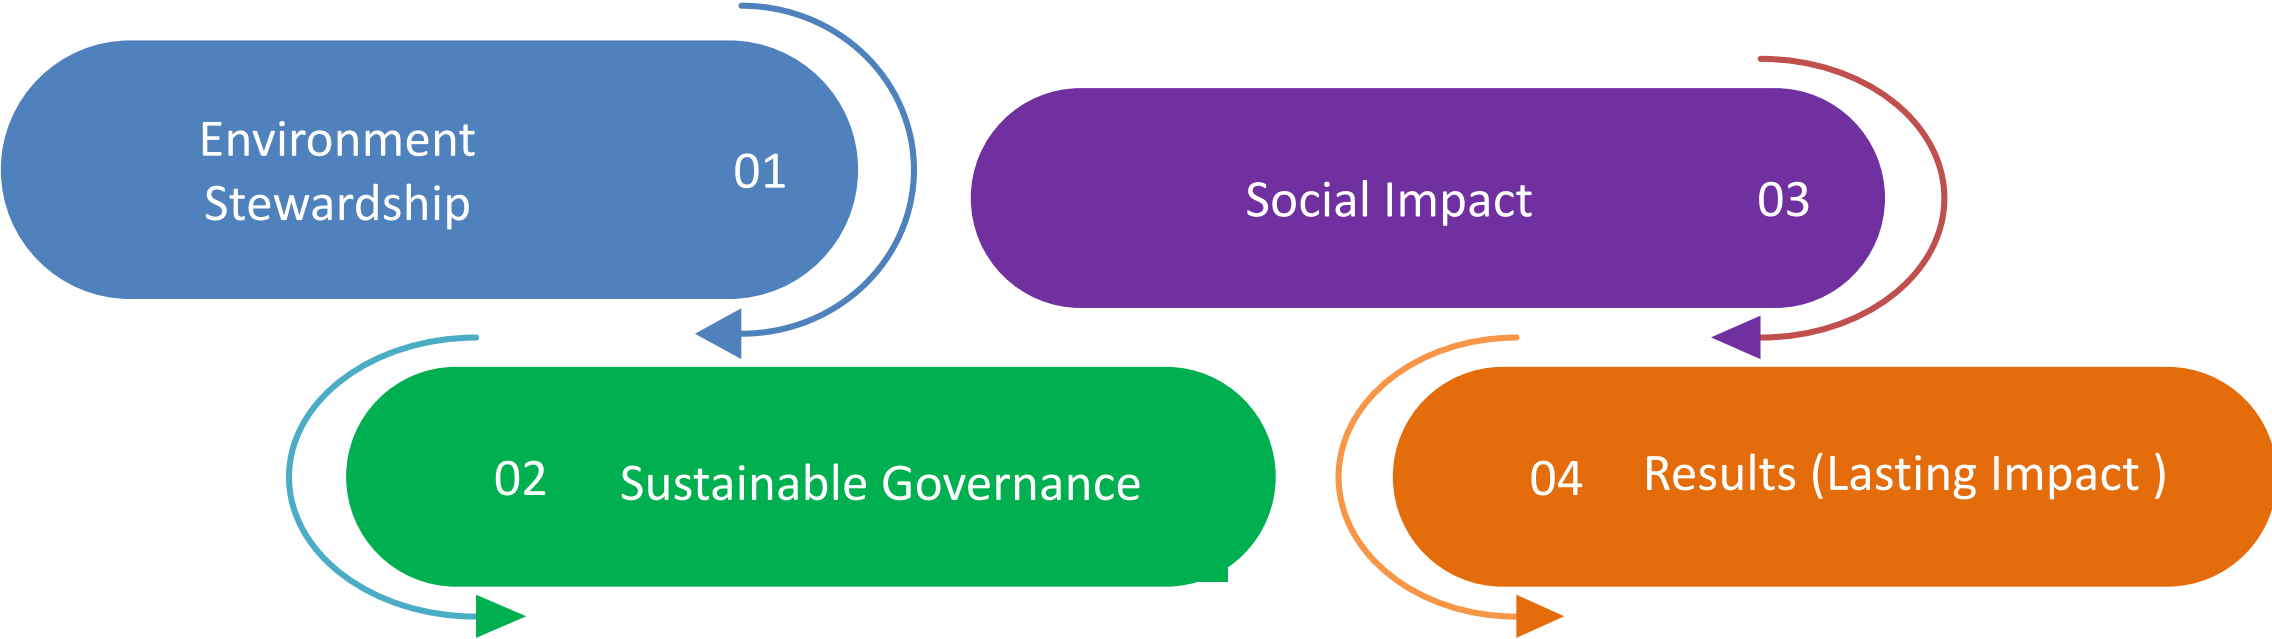 Environment
Stewardship
01
02
Sustainable Governance
Social Impact
03
04
Results (Lasting Impact )